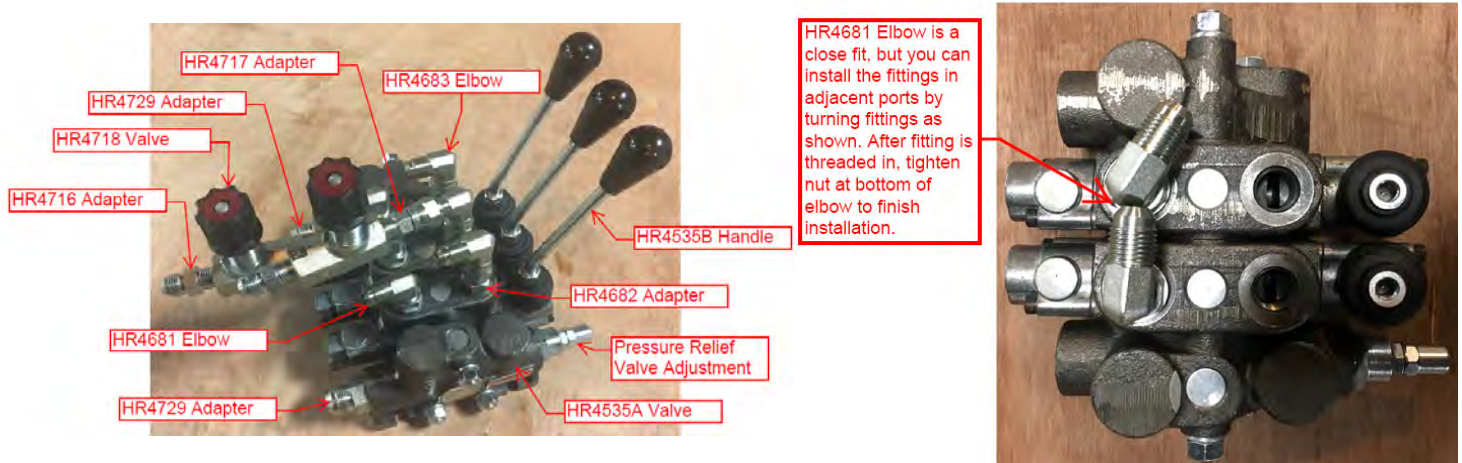 HR4717 Adapter
HR4683 Elbow
HR4729 Adapter
HR4718 Valve
HR4716 Adapter
HR4535B Handle
HR4682 Adapter
HR4681 Elbow
Pressure Relief
Valve Adjustment
HR4729 Adapter
HR4535A Valve
HR4681 Elbow is a
close fit, but you can
install the fittings in
adjacent ports by
turning fittings as
shown. After fitting is
threaded in, tighten
nut at bottom of
elbow to finish
installation.